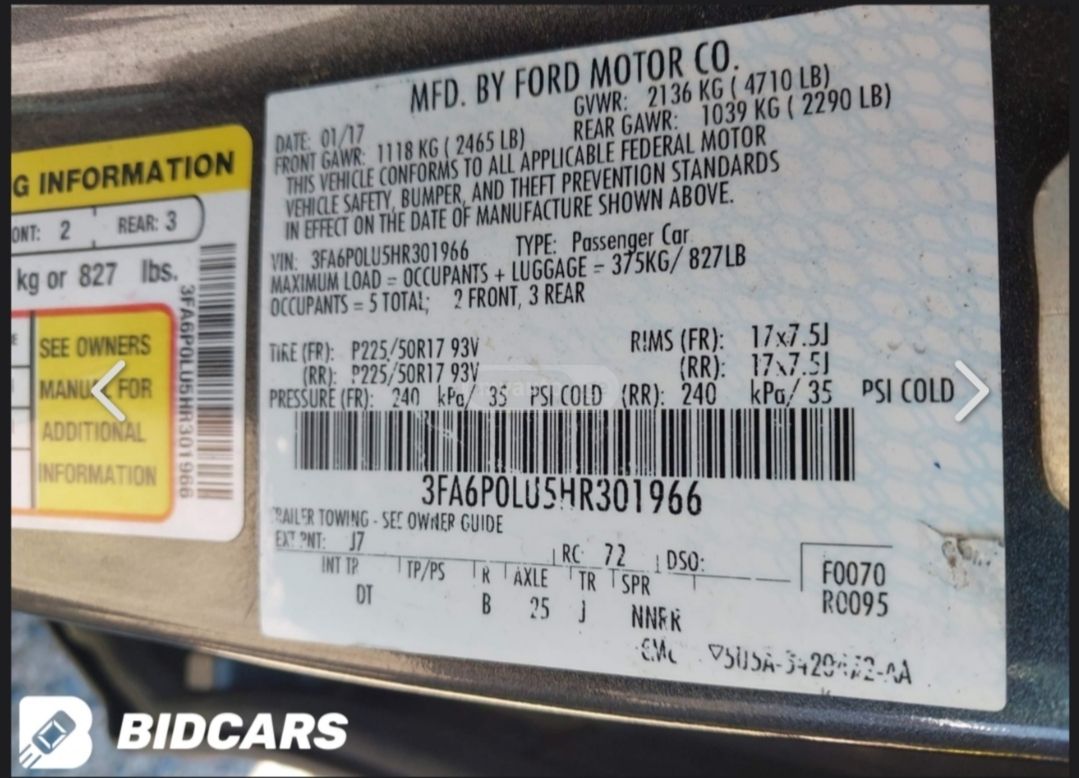 MFD. BY FORD MOTOR CO.
DATE: 01/17 GVWR: 2136 KG ( 4710 LB)
FRONT GAWR: 1118 KG ( 2465 LB) REAR GAWR: 1039 KG ( 2290 LB)
THIS VEHICLE CONFORMS TO ALL APPLICABLE FEDERAL MOTOR
VEHICLE SAFETY, BUMPER, AND THEFT PREVENTION STANDARDS
IN EFFECT ON THE DATE OF MANUFACTURE SHOWN ABOVE.
VIN: 3FA6P0LU5HR301966 TYPE: Passenger Car
MAXIMUM LOAD = OCCUPANTS + LUGGAGE = 375KG/ 827LB
OCCUPANTS = 5 TOTAL; 2 FRONT, 3 REAR
TIRE (FR): P225/50R17 93V RIMS (FR): 17x7.5J
(RR): P225/50R17 93V (RR): 17x7.5J
PRESSURE (FR): 240 kPa/ 35 PSI COLD (RR): 240 kPa/ 35 PSI COLD
3FA6P0LU5HR301966
TRAILER TOWING - SEE OWNER GUIDE
EXT PNT: J7 RC: 72 DSO:
INT TR TP/PS R AXLE TR SPR
DT B 25 J NNRR
F0070
R0095
G INFORMATION
ONT: 2 REAR: 3
kg or 827 lbs.
3FA6P0LU5HR301966
SEE OWNERS
MANUAL FOR
ADDITIONAL
INFORMATION
BIDCARS